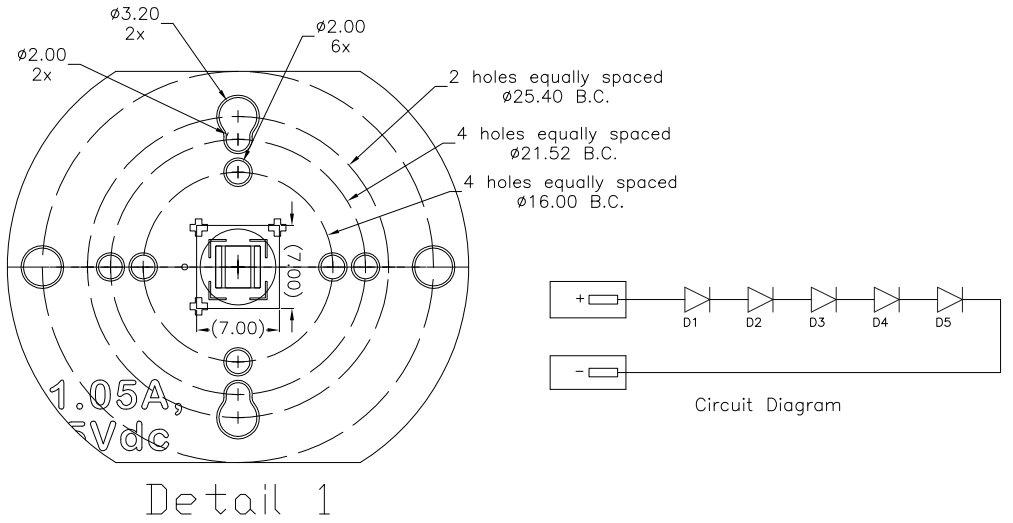 ø3.20
2x
ø2.00
6x
ø2.00
2x
2 holes equally spaced
ø25.40 B.C.
4 holes equally spaced
ø21.52 B.C.
4 holes equally spaced
ø16.00 B.C.
(7.00)
(7.00)
1.05A,
5Vdc
Detail 1
+
D1 D2 D3 D4 D5
-
Circuit Diagram